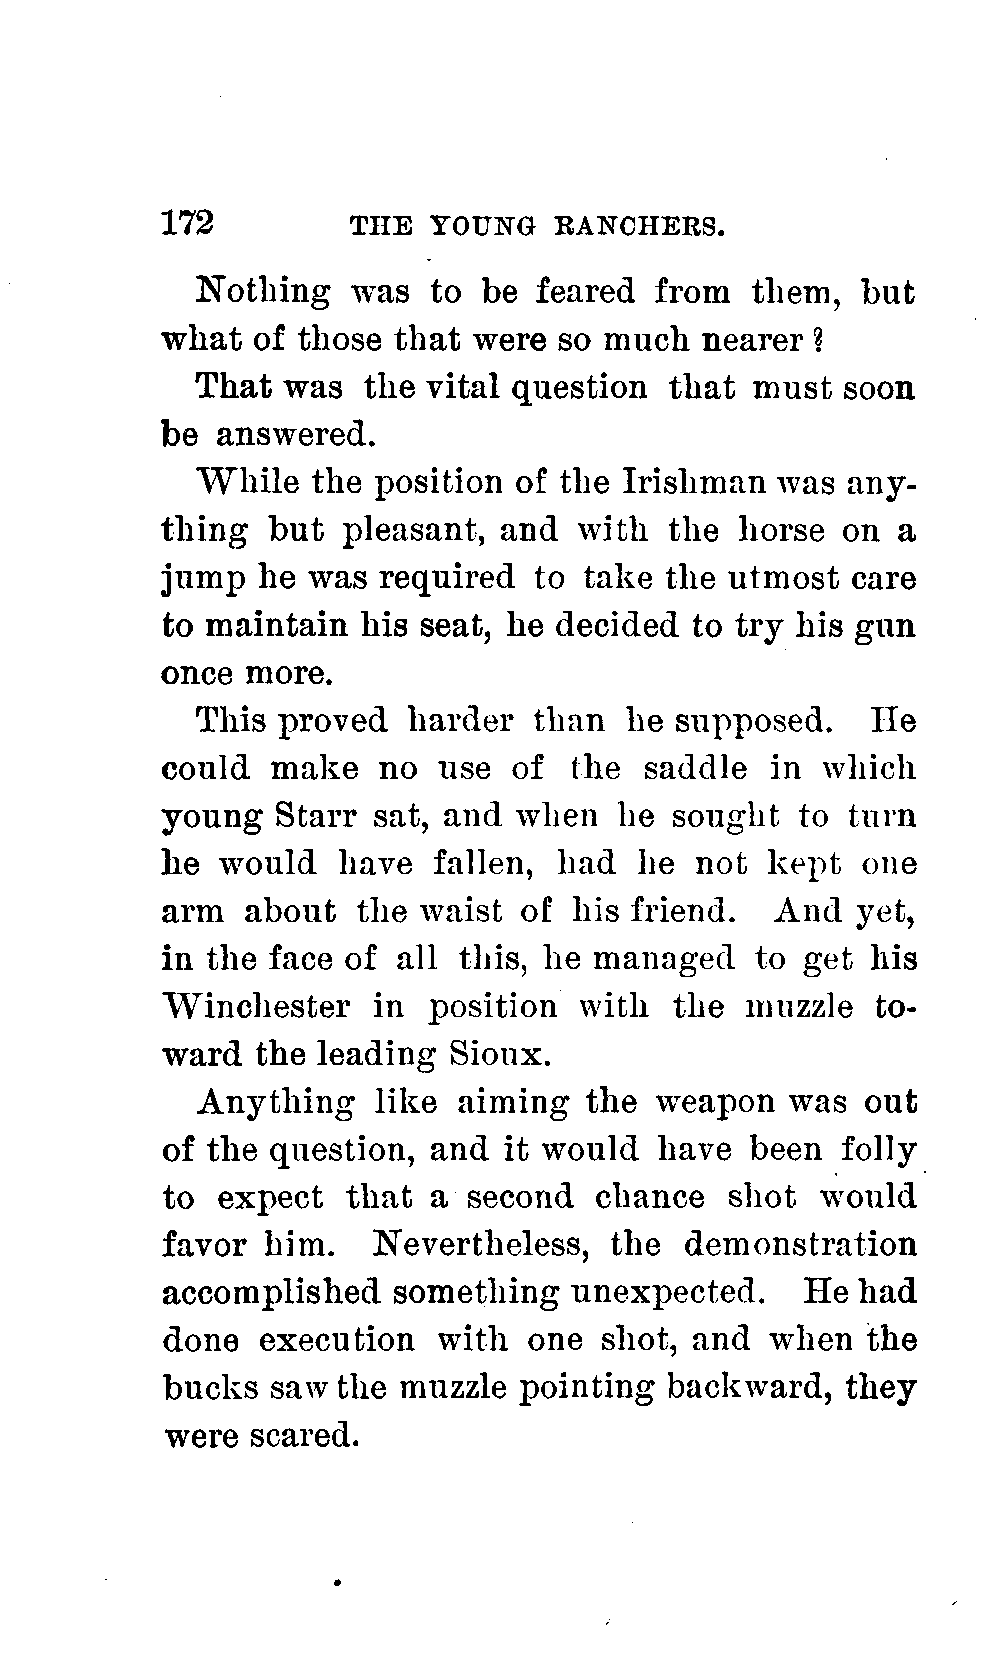 172 THE YOUNG RANCHERS.
Nothing was to be feared from them, but
what of those that were so much nearer?
That was the vital question that must soon
be answered.
While the position of the Irishman was any-
thing but pleasant, and with the horse on a
jump he was required to take the utmost care
to maintain his seat, he decided to try his gun
once more.
This proved harder than he supposed. He
could make no use of the saddle in which
young Starr sat, and when he sought to turn
he would have fallen, had he not kept one
arm about the waist of his friend. And yet,
in the face of all this, he managed to get his
Winchester in position with the muzzle to-
ward the leading Sioux.
Anything like aiming the weapon was out
of the question, and it would have been folly
to expect that a second chance shot would
favor him. Nevertheless, the demonstration
accomplished something unexpected. He had
done execution with one shot, and when the
bucks saw the muzzle pointing backward, they
were scared.